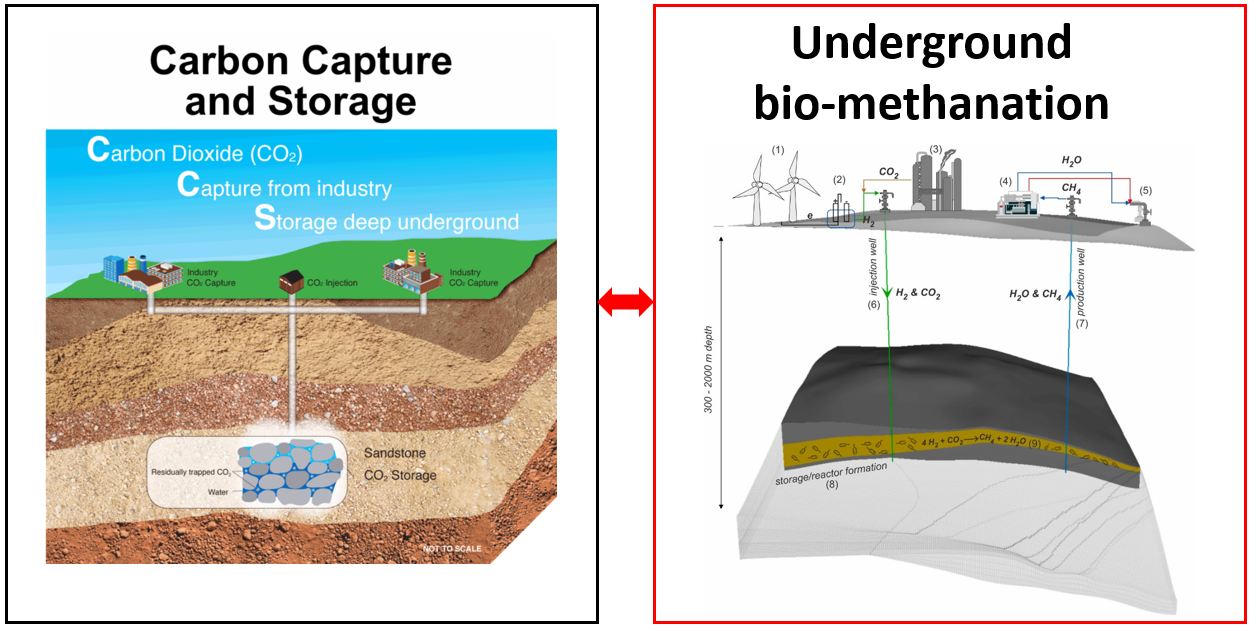 Carbon Capture
and Storage
Carbon Dioxide (CO₂)
Capture from industry
Storage deep underground
Industry
CO₂ Capture
CO₂ Injection
Industry
CO₂ Capture
Sandstone
CO₂ Storage
Residually trapped CO₂
Water
NOT TO SCALE
Underground
bio-methanation
(1)
(2)
(3)
CO₂
H₂O
(4)
CH₄
(5)
e
H₂
injection well
(6)
H₂ & CO₂
H₂O & CH₄
production well
(7)
300 - 2000 m depth
4 H₂ + CO₂ → CH₄ + 2 H₂O (9)
storage/reactor formation
(8)